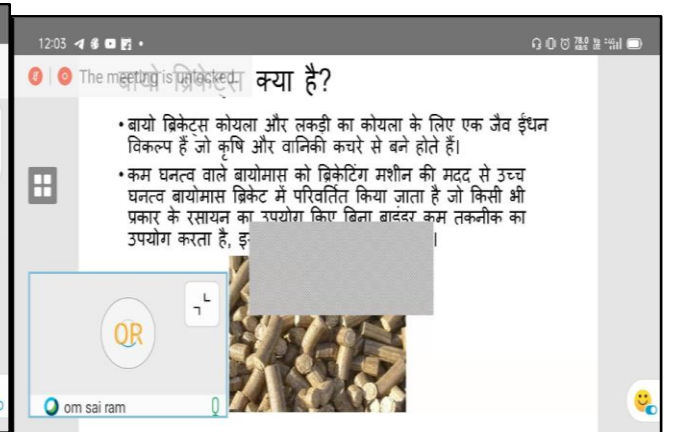 12:03
The meeting is unlocked.
बायो ब्रिकेट्स क्या है?
• बायो ब्रिकेट्स कोयला और लकड़ी का कोयला के लिए एक जैव ईंधन
विकल्प हैं जो कृषि और वानिकी कचरे से बने होते हैं।
• कम घनत्व वाले बायोमास को ब्रिकेटिंग मशीन की मदद से उच्च
घनत्व बायोमास ब्रिकेट में परिवर्तित किया जाता है जो किसी भी
प्रकार के रसायन का उपयोग किए बिना बाइंडर कम तकनीक का
उपयोग करता है,
OR
om sai ram